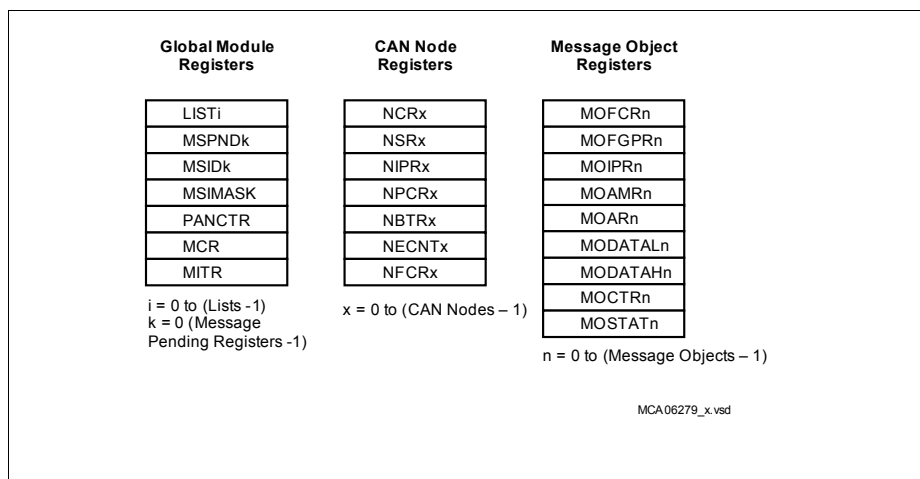 Global Module
Registers
LISTi
MSPNDk
MSIDk
MSIMASK
PANCTR
MCR
MITR
i = 0 to (Lists -1)
k = 0 (Message
Pending Registers -1)
CAN Node
Registers
NCRx
NSRx
NIPRx
NPCRx
NBTRx
NECNTx
NFCRx
x = 0 to (CAN Nodes – 1)
Message Object
Registers
MOFCRn
MOFGPRn
MOIPRn
MOAMRn
MOARn
MODATALn
MODATAHn
MOCTRn
MOSTATn
n = 0 to (Message Objects – 1)
MCA06279_x.vsd